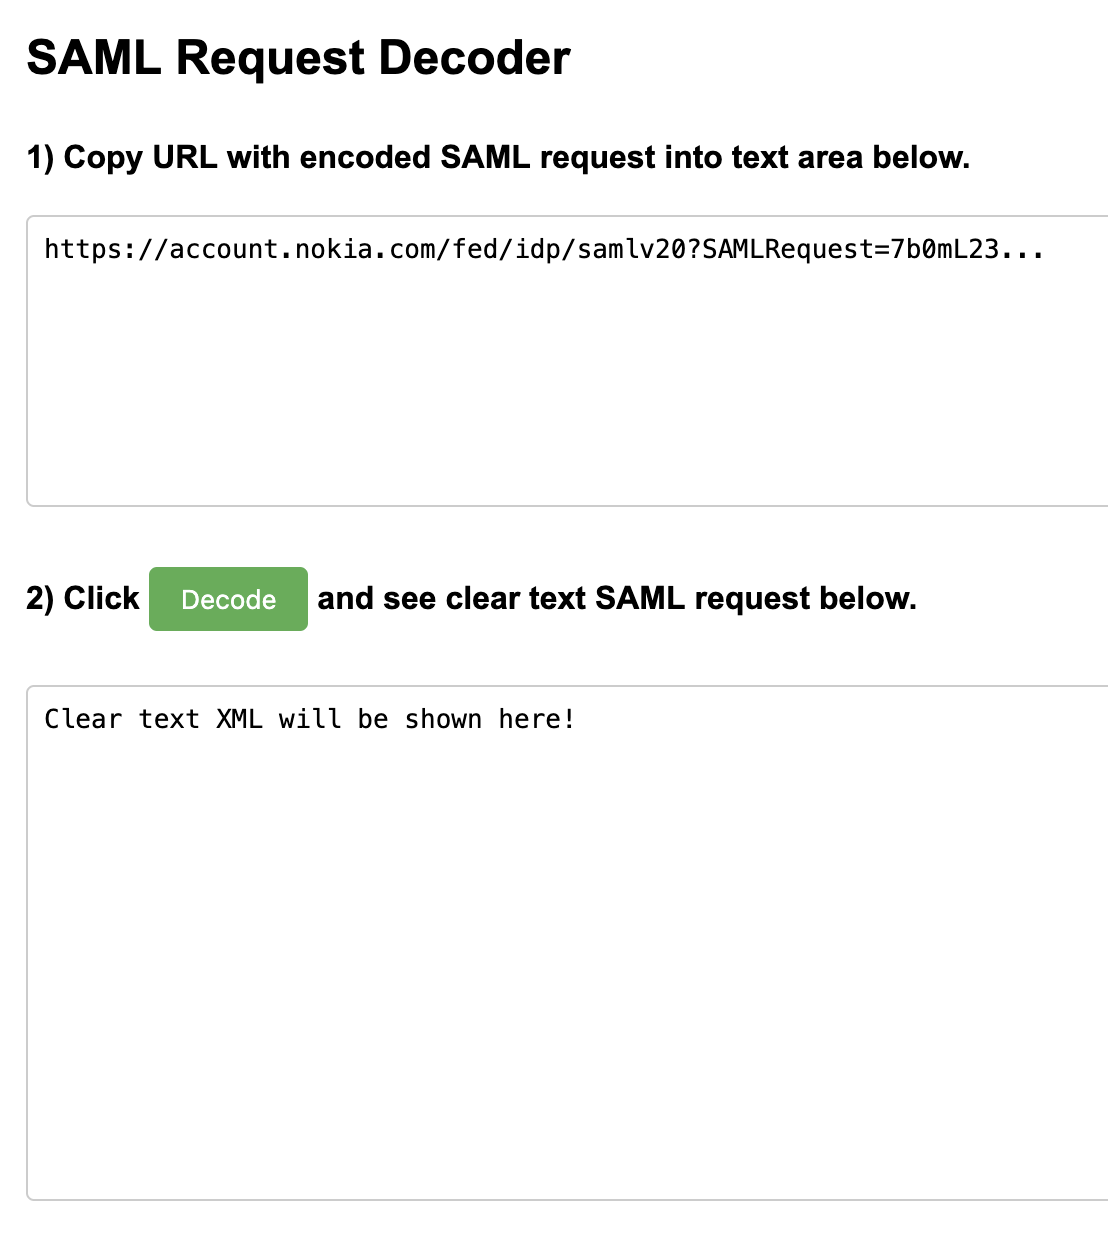 SAML Request Decoder
1) Copy URL with encoded SAML request into text area below.
https://account.nokia.com/fed/idp/samlv20?SAMLRequest=7b0mL23...
2) Click Decode and see clear text SAML request below.
Clear text XML will be shown here!